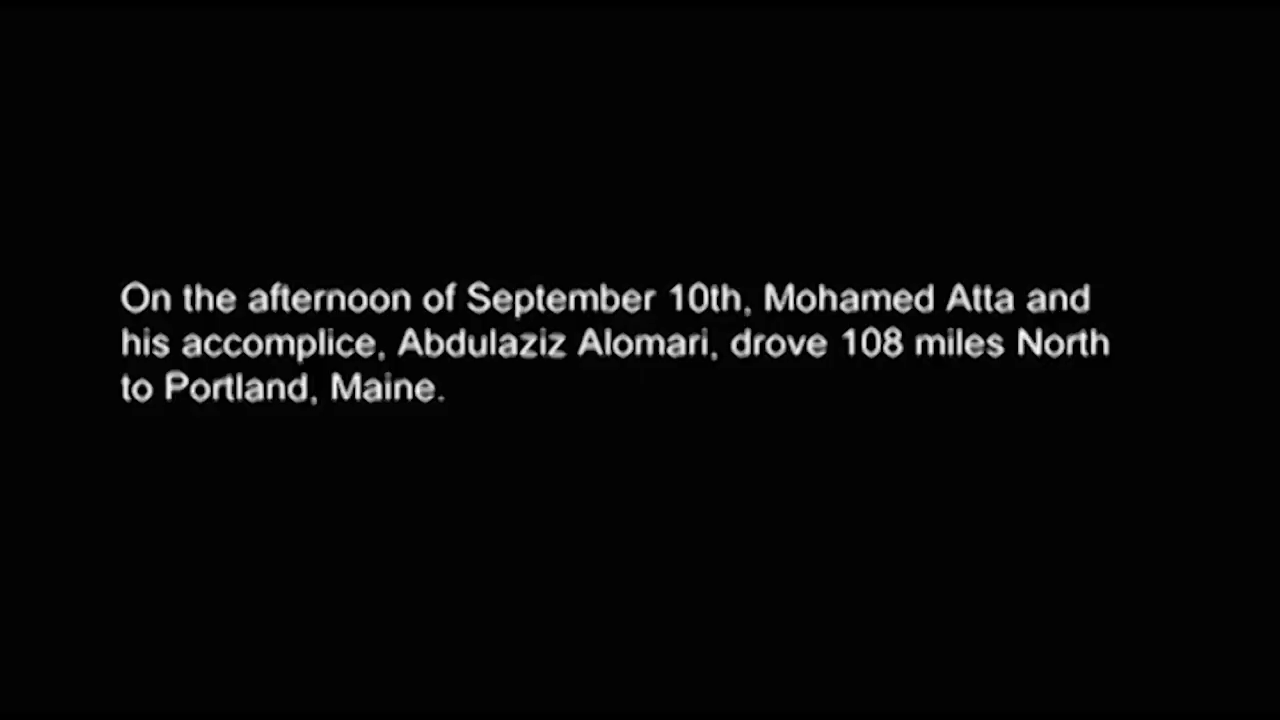 On the afternoon of September 10th, Mohamed Atta and
his accomplice, Abdulaziz Alomari, drove 108 miles North
to Portland, Maine.